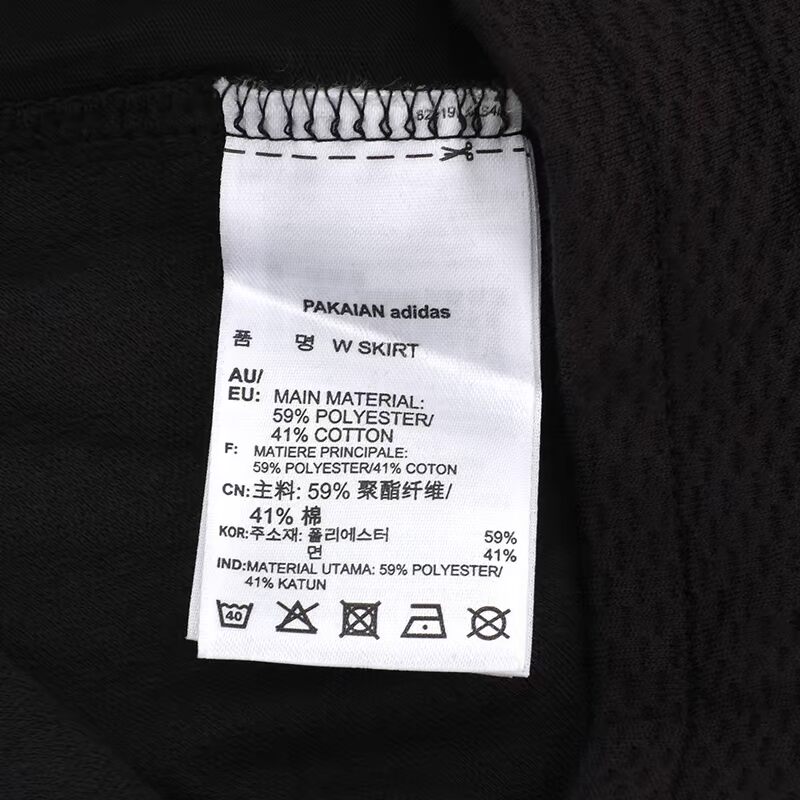 PAKAIAN adidas
품 명 W SKIRT
AU/
EU: MAIN MATERIAL:
59% POLYESTER/
41% COTTON
F: MATIERE PRINCIPALE:
59% POLYESTER/41% COTON
CN:主料: 59% 聚酯纤维/
41% 棉
KOR:주소재: 폴리에스터 59%
면 41%
IND:MATERIAL UTAMA: 59% POLYESTER/
41% KATUN
40